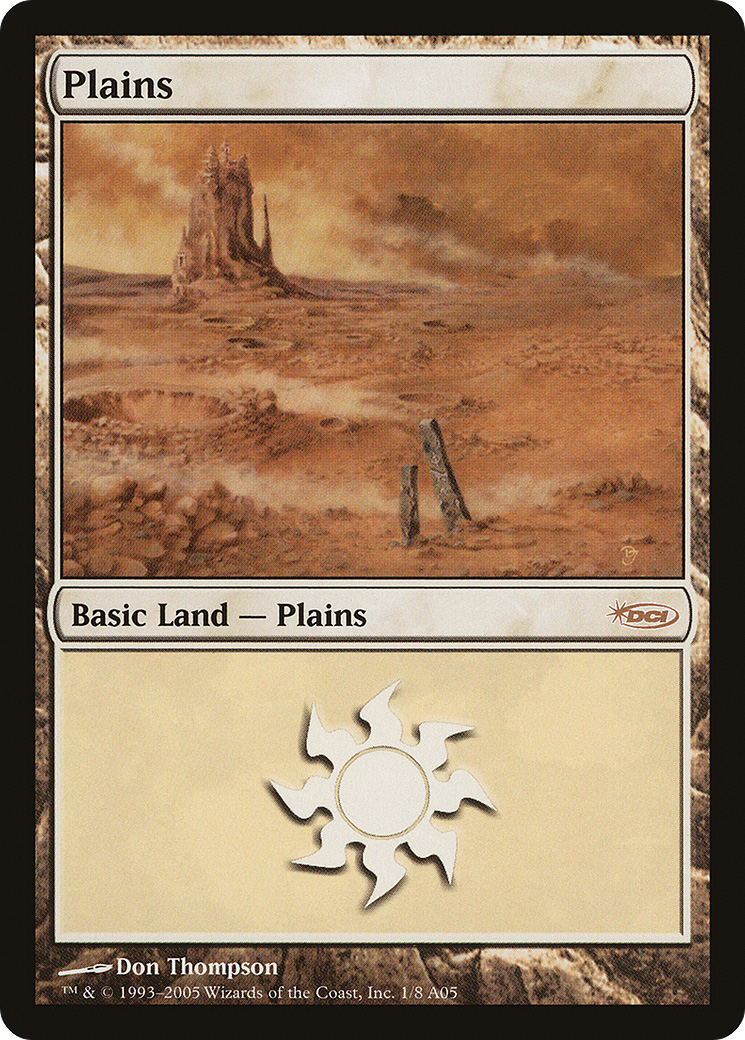 Plains
Basic Land — Plains
DCI
Don Thompson
™ & © 1993–2005 Wizards of the Coast, Inc. 1/8 A05